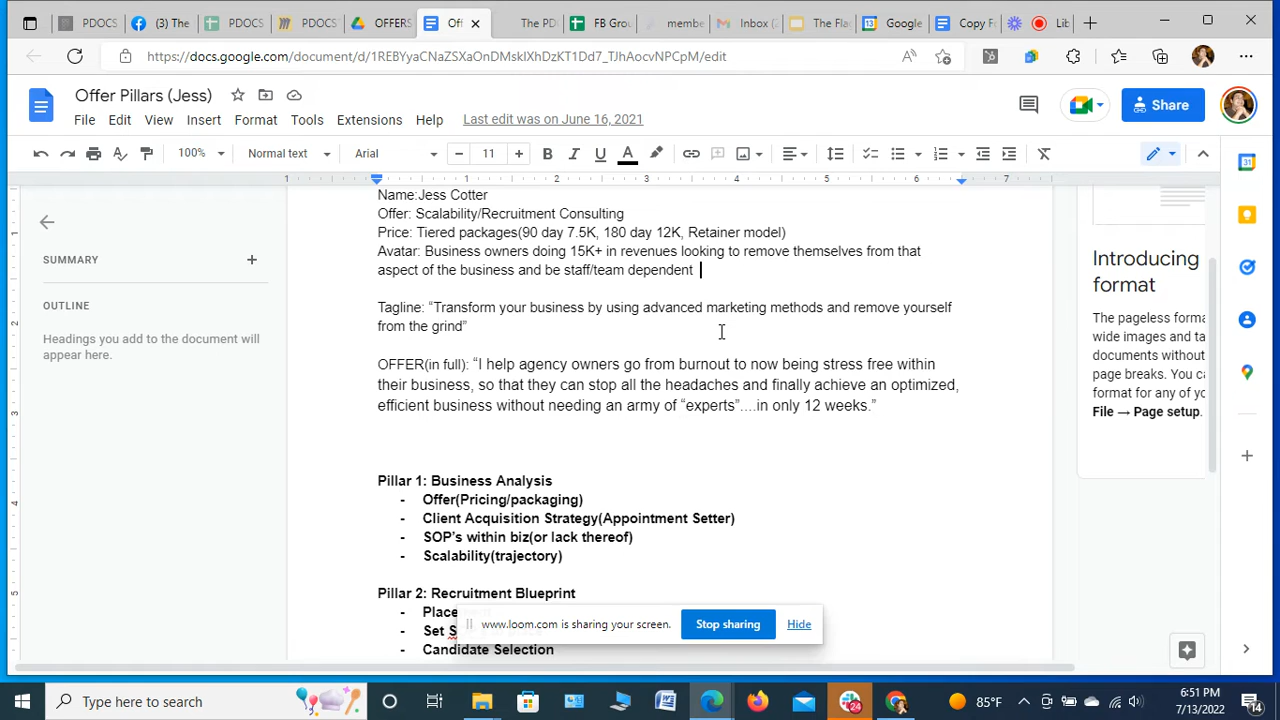 PDOCS
(3) The
PDOCS
PDOCS
OFFERS
Off
The PD
FB Grou
membe
Inbox (
The Fla
Google
Copy F
Lib
https://docs.google.com/document/d/1REBYyaCNaZSXaOnDMskIXhDzKT1Dd7_TJhAocvNPCpM/edit
Offer Pillars (Jess)
File Edit View Insert Format Tools Extensions Help Last edit was on June 16, 2021
Share
100% Normal text Arial 11
1 1 2 3 4 5 6 7
Name:Jess Cotter
Offer: Scalability/Recruitment Consulting
Price: Tiered packages(90 day 7.5K, 180 day 12K, Retainer model)
Avatar: Business owners doing 15K+ in revenues looking to remove themselves from that
aspect of the business and be staff/team dependent
Tagline: “Transform your business by using advanced marketing methods and remove yourself
from the grind”
OFFER(in full): “I help agency owners go from burnout to now being stress free within
their business, so that they can stop all the headaches and finally achieve an optimized,
efficient business without needing an army of “experts”....in only 12 weeks.”
Pillar 1: Business Analysis
- Offer(Pricing/packaging)
- Client Acquisition Strategy(Appointment Setter)
- SOP's within biz(or lack thereof)
- Scalability(trajectory)
Pillar 2: Recruitment Blueprint
- Place
- Set S
- Candidate Selection
SUMMARY
OUTLINE
Headings you add to the document will
appear here.
Introducing
format
The pageless forma
wide images and ta
documents without
page breaks. You ca
format for any of yo
File → Page setup.
www.loom.com is sharing your screen.
Stop sharing
Hide
Type here to search
24
85°F
6:51 PM
7/13/2022
14